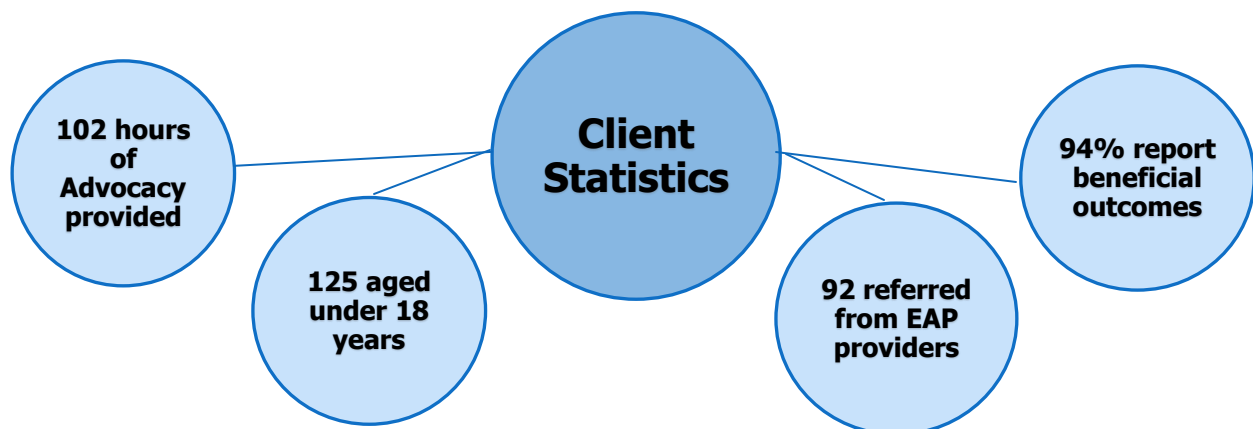 Client
Statistics
102 hours
of
Advocacy
provided
125 aged
under 18
years
92 referred
from EAP
providers
94% report
beneficial
outcomes